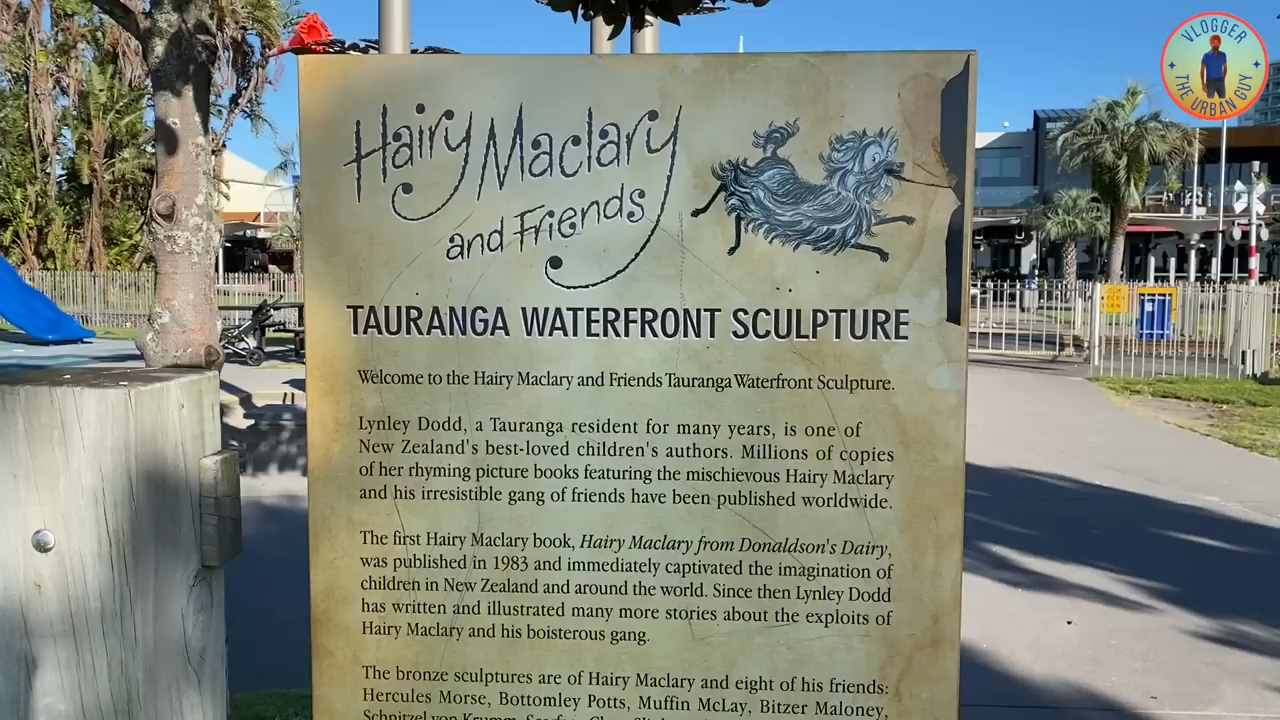 VLOGGER
THE URBAN GUY
Hairy Maclary
and Friends
TAURANGA WATERFRONT SCULPTURE
Welcome to the Hairy Maclary and Friends Tauranga Waterfront Sculpture.
Lynley Dodd, a Tauranga resident for many years, is one of
New Zealand's best-loved children's authors. Millions of copies
of her rhyming picture books featuring the mischievous Hairy Maclary
and his irresistible gang of friends have been published worldwide.
The first Hairy Maclary book, Hairy Maclary from Donaldson's Dairy,
was published in 1983 and immediately captivated the imagination of
children in New Zealand and around the world. Since then Lynley Dodd
has written and illustrated many more stories about the exploits of
Hairy Maclary and his boisterous gang.
The bronze sculptures are of Hairy Maclary and eight of his friends:
Hercules Morse, Bottomley Potts, Muffin McLay, Bitzer Maloney,
Schnitzel von Krumm,